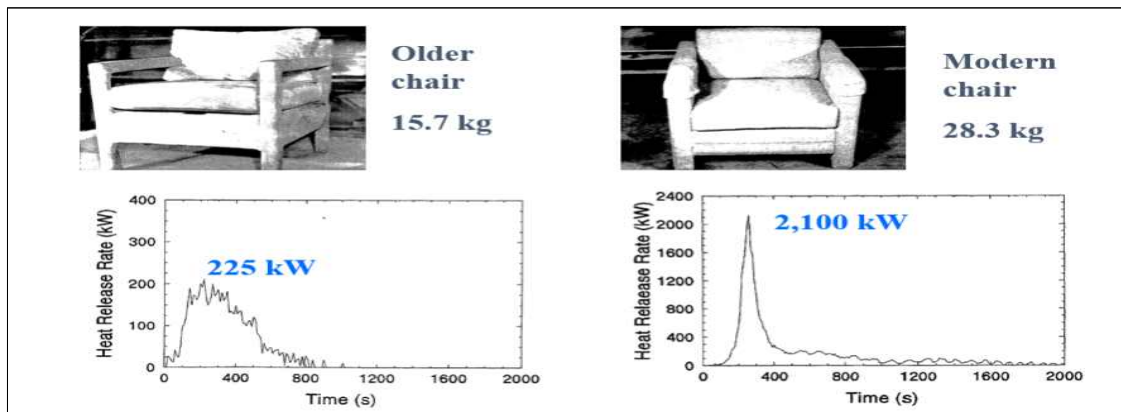 Older
chair
15.7 kg
Modern
chair
28.3 kg
400
300
200
100
0
Heat Release Rate (kW)
225 kW
0 400 800 1200 1600 2000
Time (s)
2400
2000
1600
1200
800
400
0
Heat Relaease Rate (kW)
2,100 kW
0 400 800 1200 1600 2000
Time (s)